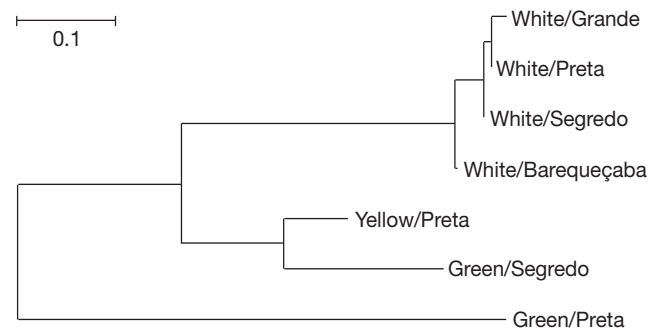 0.1
White/Grande
White/Preta
White/Segredo
White/Barequeçaba
Yellow/Preta
Green/Segredo
Green/Preta